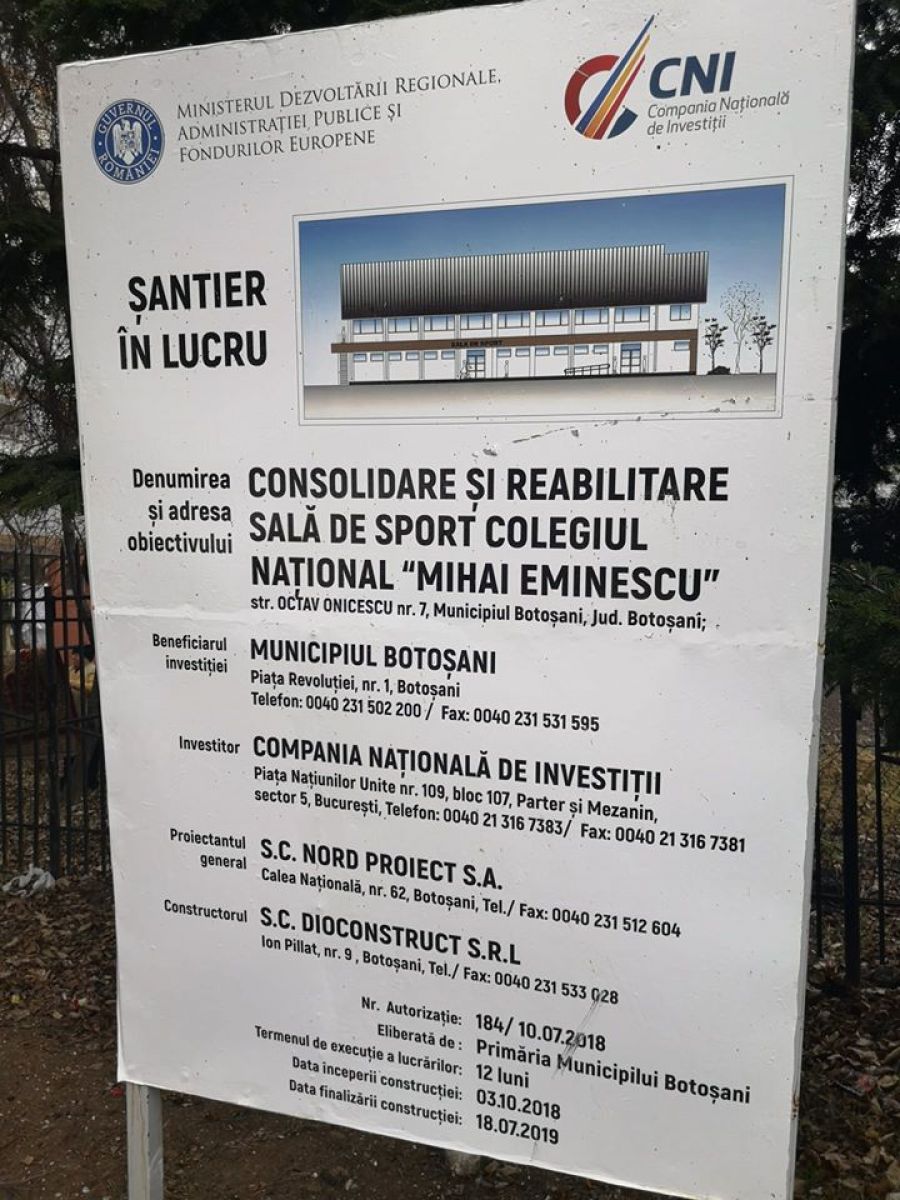 GUVERNUL ROMÂNIEI
MINISTERUL DEZVOLTĂRII REGIONALE,
ADMINISTRAȚIEI PUBLICE ȘI
FONDURILOR EUROPENE
CNI
Compania Națională
de Investiții
ȘANTIER
ÎN LUCRU
SALA DE SPORT
Denumirea
și adresa
obiectivului
CONSOLIDARE ȘI REABILITARE
SALĂ DE SPORT COLEGIUL
NAȚIONAL “MIHAI EMINESCU”
str. OCTAV ONICESCU nr. 7, Municipiul Botoșani, Jud. Botoșani;
Beneficiarul
investiției
MUNICIPIUL BOTOȘANI
Piața Revoluției, nr. 1, Botoșani
Telefon: 0040 231 502 200 / Fax: 0040 231 531 595
Investitor
COMPANIA NAȚIONALĂ DE INVESTIȚII
Piața Națiunilor Unite nr. 109, bloc 107, Parter și Mezanin,
sector 5, București, Telefon: 0040 21 316 7383/ Fax: 0040 21 316 7381
Proiectantul
general
S.C. NORD PROIECT S.A.
Calea Națională, nr. 62, Botoșani, Tel./ Fax: 0040 231 512 604
Constructorul
S.C. DIOCONSTRUCT S.R.L
Ion Pillat, nr. 9 , Botoșani, Tel./ Fax: 0040 231 533 028
Nr. Autorizație: 184/ 10.07.2018
Eliberată de : Primăria Municipilui Botoșani
Termenul de execuție a lucrărilor: 12 luni
Data începerii construcției: 03.10.2018
Data finalizării construcției: 18.07.2019